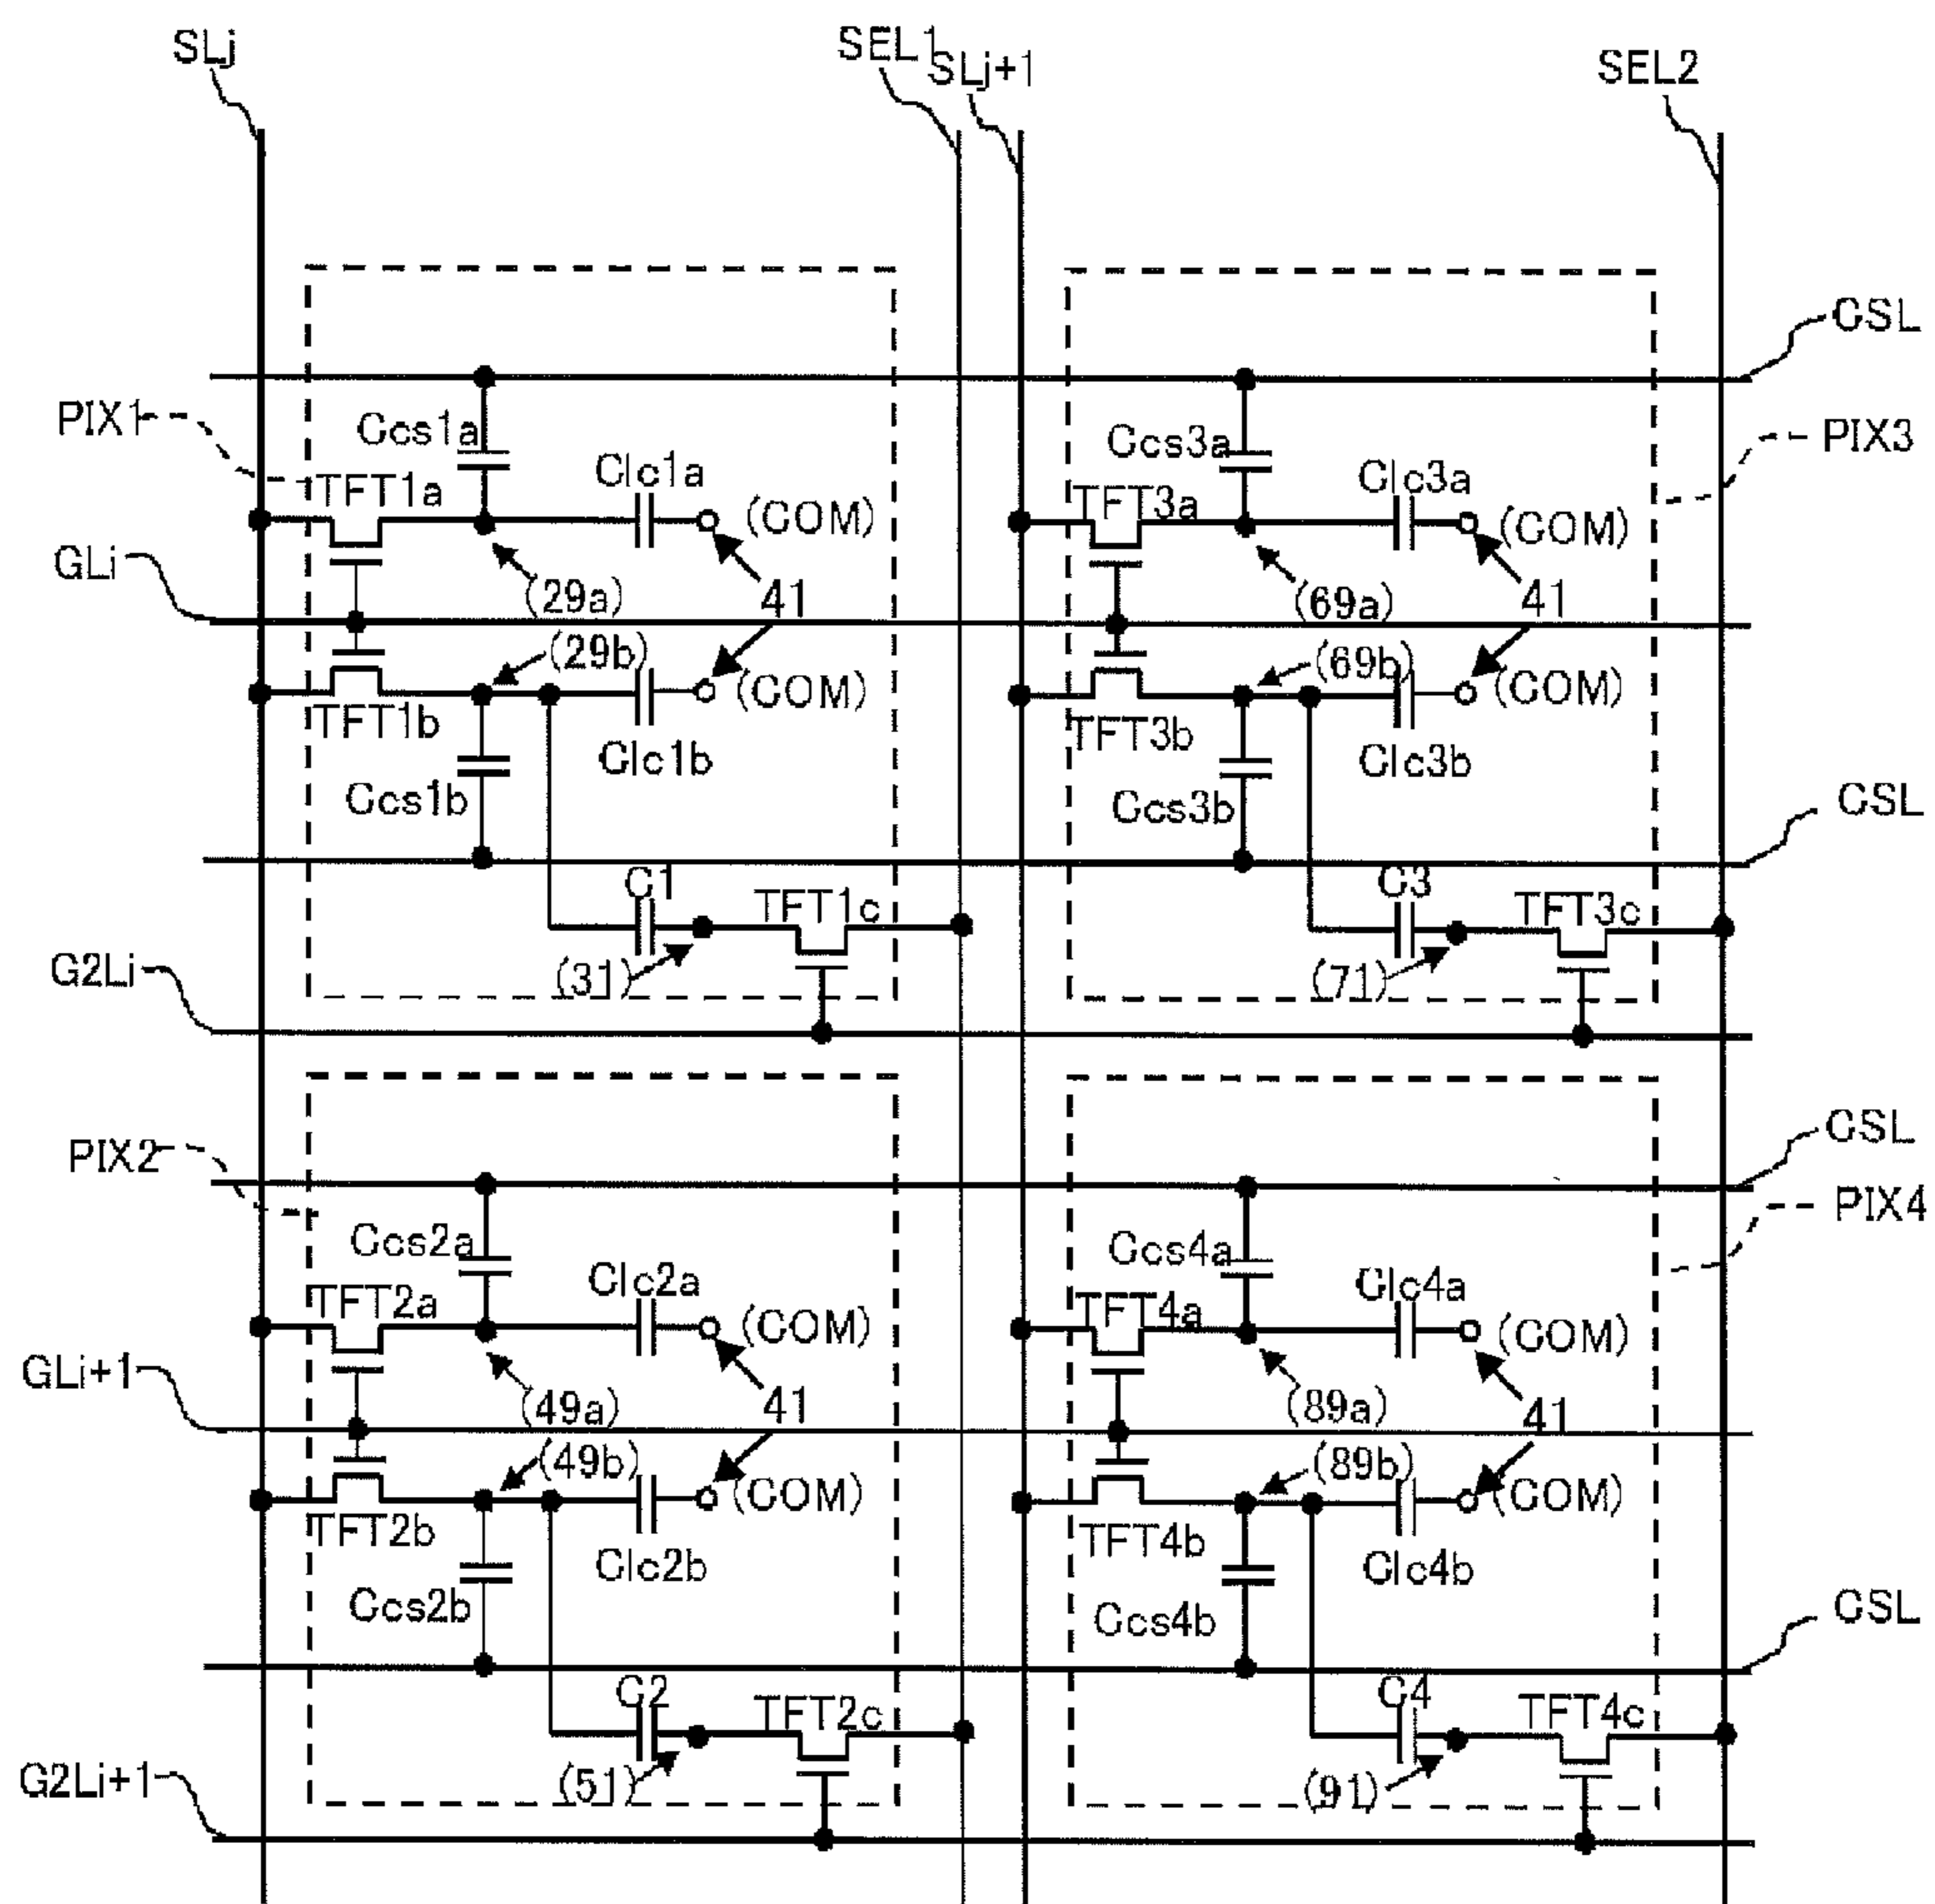 SLj
SEL1
SLj+1
SEL2
CSL
PIX1
Ccs1a
Clc1a
TFT1a
(COM)
Ccs3a
Clc3a
TFT3a
(COM)
PIX3
GLi
(29a)
41
(69a)
41
(29b)
(COM)
(69b)
(COM)
TFT1b
Clc1b
Ccs1b
TFT3b
Clc3b
Ccs3b
CSL
C1
TFT1c
C3
TFT3c
G2Li
(31)
(71)
PIX2
CSL
PIX4
Ccs2a
Clc2a
TFT2a
(COM)
Ccs4a
Clc4a
TFT4a
(COM)
GLi+1
(49a)
41
(89a)
41
(49b)
(COM)
(89b)
(COM)
TFT2b
Clc2b
Ccs2b
TFT4b
Clc4b
Ccs4b
CSL
C2
TFT2c
C4
TFT4c
G2Li+1
(51)
(91)